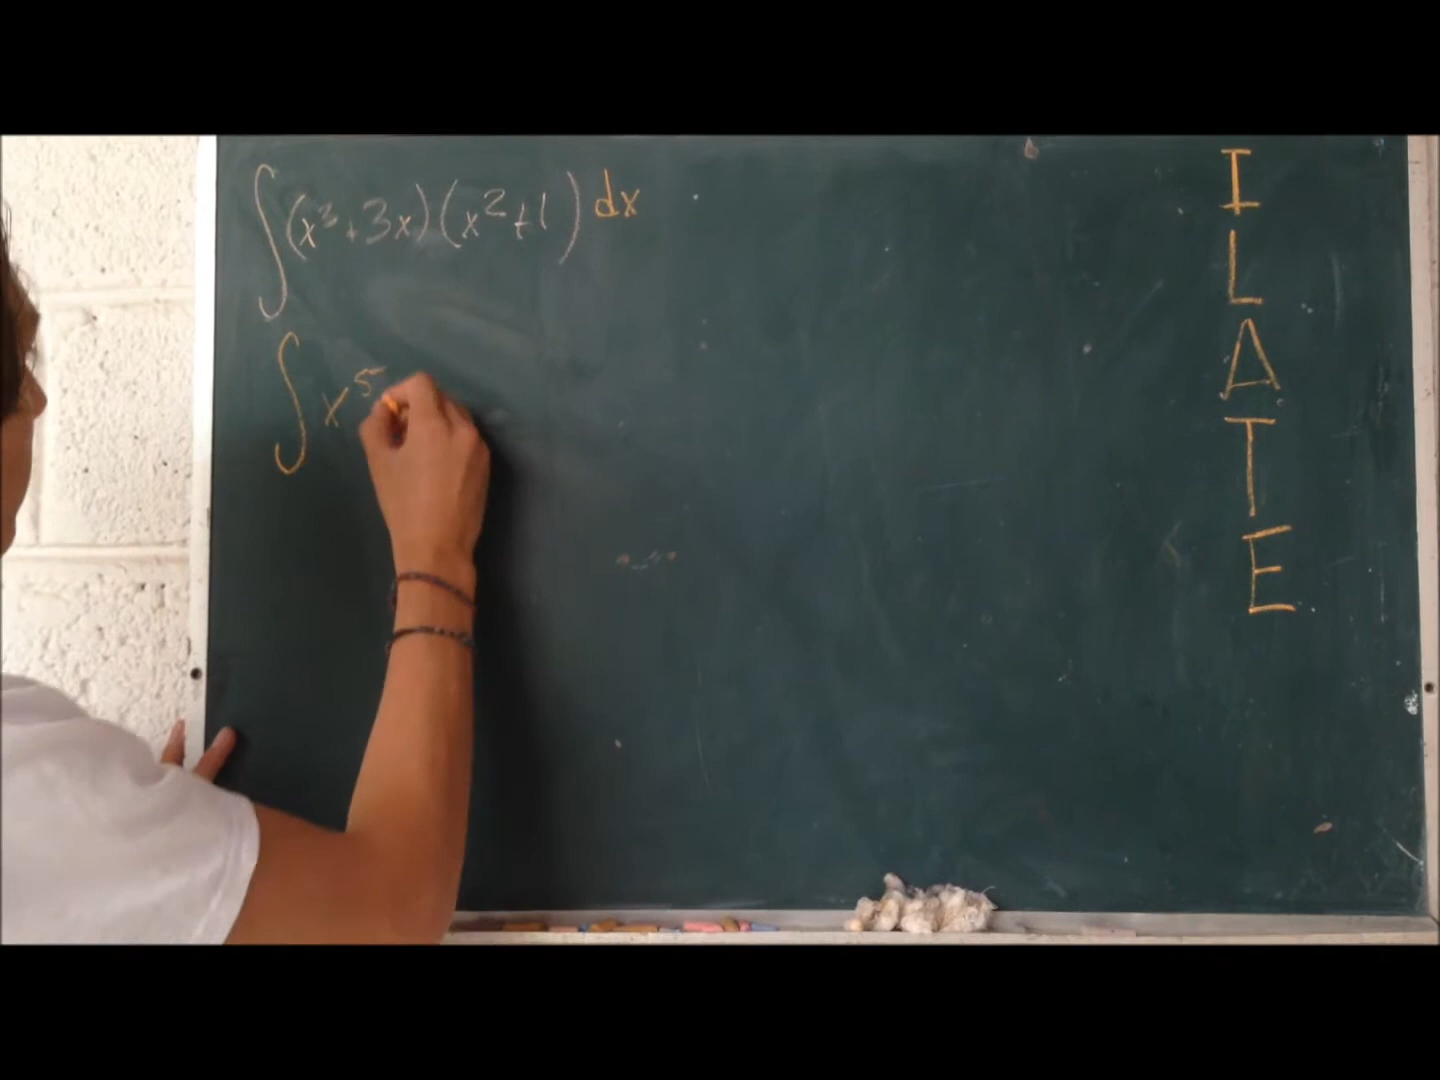 ∫(x³+3x)(x²+1)dx
∫x⁵
I
L
A
T
E